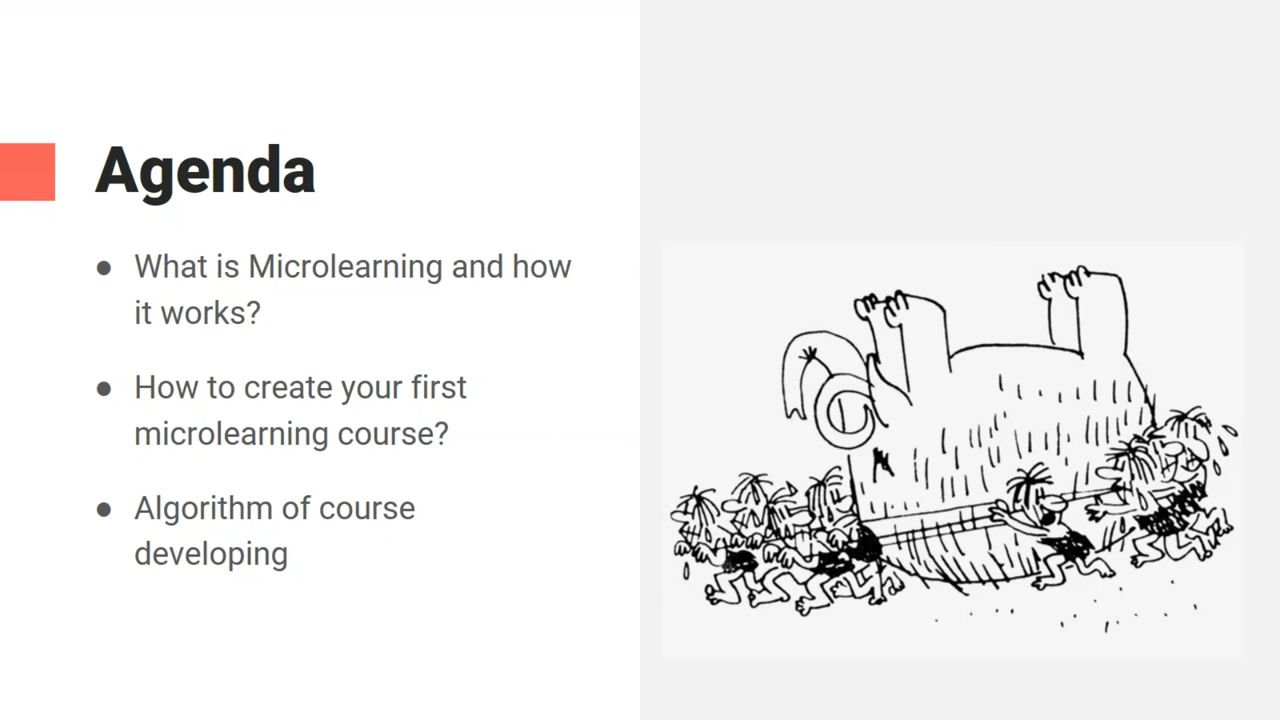 Agenda
● What is Microlearning and how
it works?
● How to create your first
microlearning course?
● Algorithm of course
developing